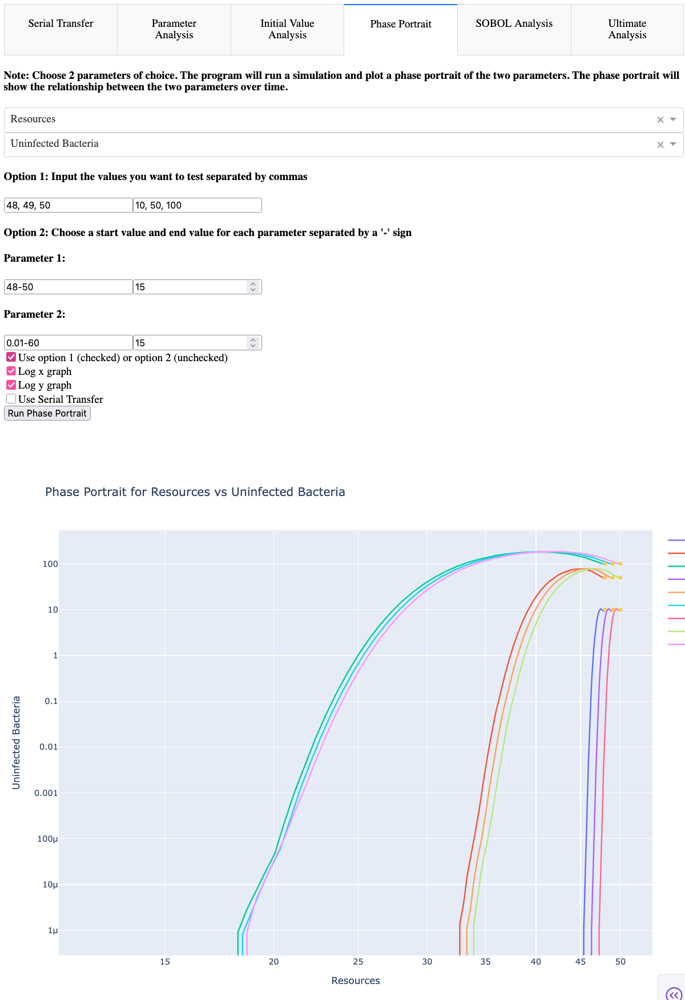 Serial Transfer
Parameter
Analysis
Initial Value
Analysis
Phase Portrait
SOBOL Analysis
Ultimate
Analysis
Note: Choose 2 parameters of choice. The program will run a simulation and plot a phase portrait of the two parameters. The phase portrait will
show the relationship between the two parameters over time.
Resources
Uninfected Bacteria
Option 1: Input the values you want to test separated by commas
48, 49, 50
10, 50, 100
Option 2: Choose a start value and end value for each parameter separated by a '-' sign
Parameter 1:
48-50
15
Parameter 2:
0.01-60
15
Use option 1 (checked) or option 2 (unchecked)
Log x graph
Log y graph
Use Serial Transfer
Run Phase Portrait
Phase Portrait for Resources vs Uninfected Bacteria
100
10
1
0.1
0.01
0.001
100μ
10μ
1μ
Uninfected Bacteria
15
20
25
30
35
40
45
50
Resources